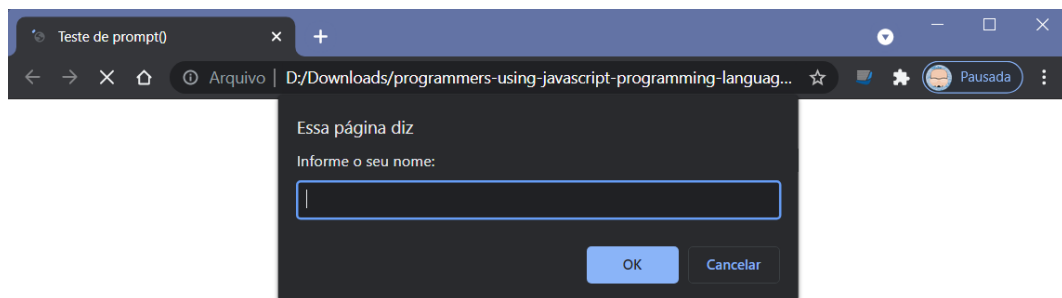 Teste de prompt()
Arquivo | D:/Downloads/programmers-using-javascript-programming-languag... Pausada
Essa página diz
Informe o seu nome:
OK Cancelar